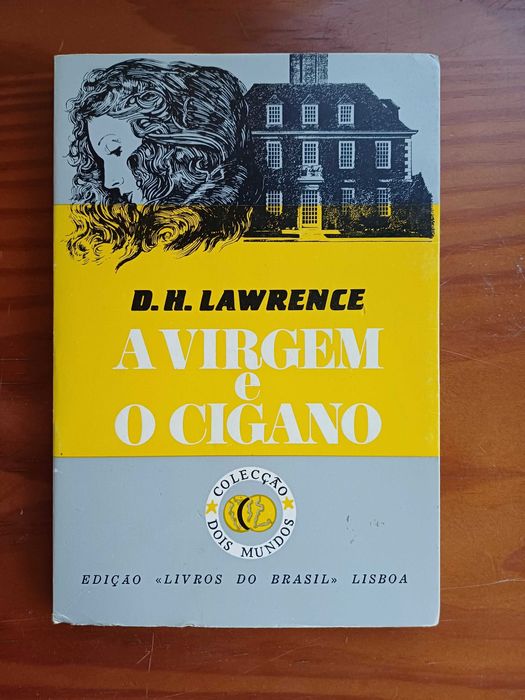 D. H. LAWRENCE
A VIRGEM
e
O CIGANO
COLECÇÃO
DOIS MUNDOS
EDIÇÃO «LIVROS DO BRASIL» LISBOA